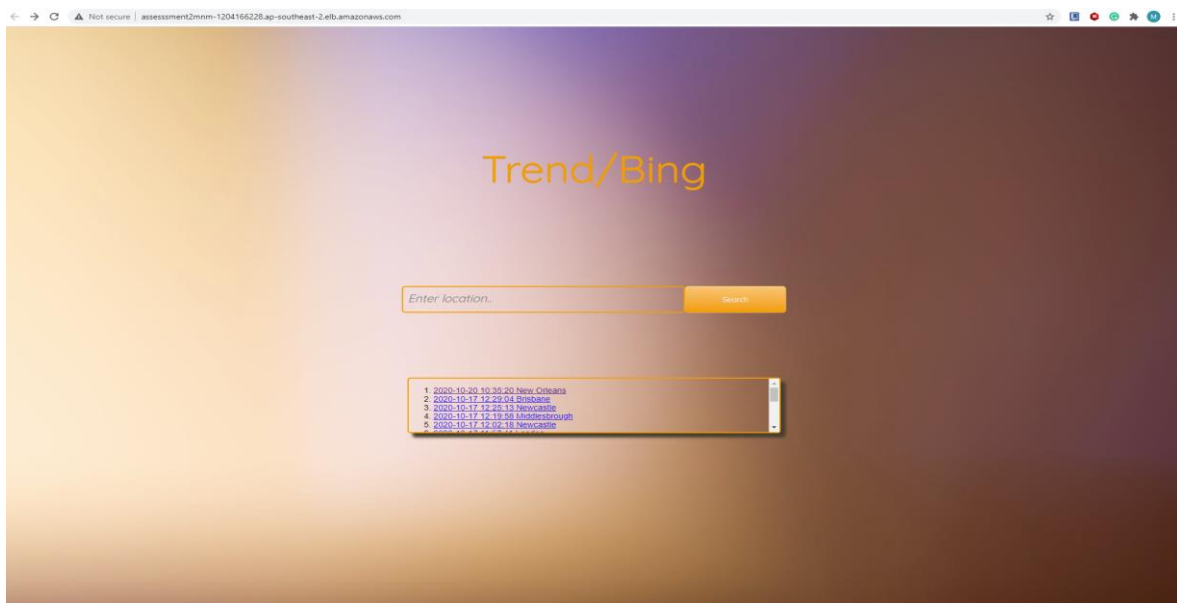 Not secure | assesssment2mnm-1204166228.ap-southeast-2.elb.amazonaws.com
M
Trend/Bing
Enter location..
Search
1. 2020-10-20 10:35:20 New Orleans
2. 2020-10-17 12:29:04 Brisbane
3. 2020-10-17 12:25:13 Newcastle
4. 2020-10-17 12:19:56 Middlesbrough
5. 2020-10-17 12:02:18 Newcastle